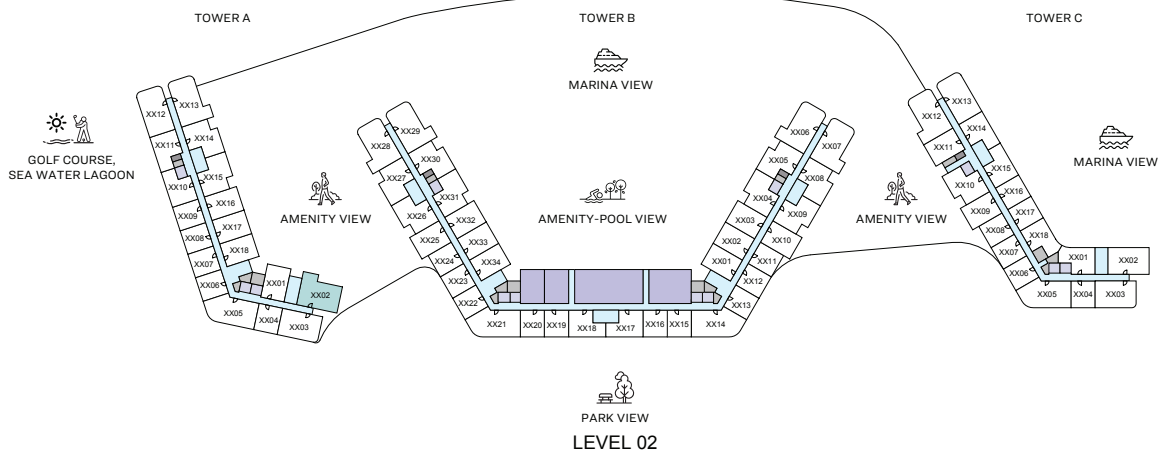 TOWER A
TOWER B
TOWER C
MARINA VIEW
GOLF COURSE,
SEA WATER LAGOON
AMENITY VIEW
AMENITY-POOL VIEW
AMENITY VIEW
MARINA VIEW
XX12
XX13
XX11
XX14
XX10
XX15
XX09
XX16
XX08
XX17
XX07
XX18
XX06
XX01
XX02
XX05
XX04
XX03
XX29
XX28
XX30
XX27
XX31
XX26
XX32
XX25
XX33
XX24
XX34
XX23
XX22
XX21
XX20
XX19
XX18
XX17
XX16
XX15
XX14
XX06
XX07
XX05
XX08
XX04
XX09
XX03
XX10
XX02
XX11
XX01
XX12
XX13
XX13
XX12
XX14
XX11
XX15
XX10
XX16
XX09
XX17
XX08
XX18
XX07
XX01
XX02
XX06
XX05
XX04
XX03
PARK VIEW
LEVEL 02